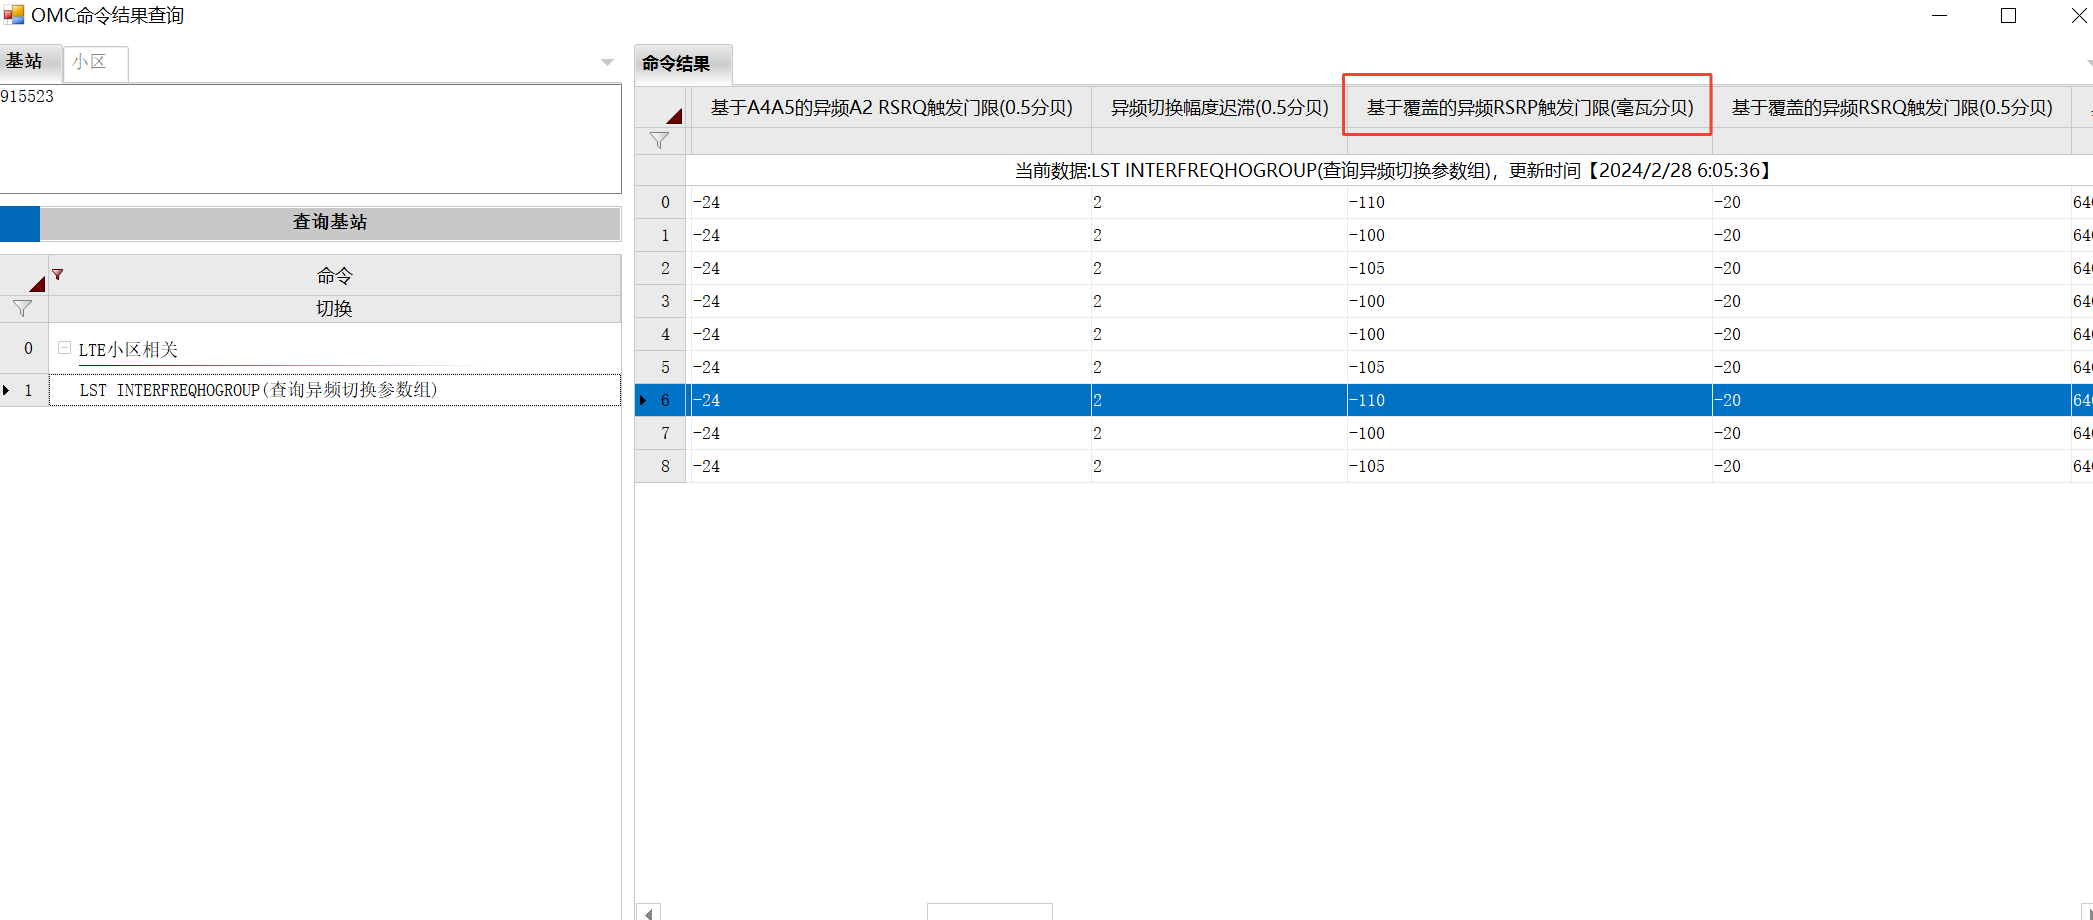 OMC命令结果查询
基站 小区
915523
查询基站
命令
切换
0 LTE小区相关
1 LST INTERFREQHOGROUP(查询异频切换参数组)
命令结果
基于A4A5的异频A2 RSRQ触发门限(0.5分贝) 异频切换幅度迟滞(0.5分贝) 基于覆盖的异频RSRP触发门限(毫瓦分贝) 基于覆盖的异频RSRQ触发门限(0.5分贝)
当前数据:LST INTERFREQHOGROUP(查询异频切换参数组)，更新时间【2024/2/28 6:05:36】
0 -24 2 -110 -20 64
1 -24 2 -100 -20 64
2 -24 2 -105 -20 64
3 -24 2 -100 -20 64
4 -24 2 -100 -20 64
5 -24 2 -105 -20 64
6 -24 2 -110 -20 64
7 -24 2 -100 -20 64
8 -24 2 -105 -20 64